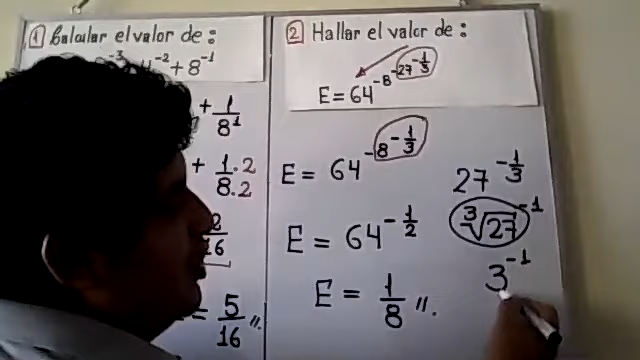 1 Calcular el valor de:
⁻³ 4⁻² + 8⁻¹
+ 1/8¹
+ 1.2/8.2
2/16
= 5/16 //.
2 Hallar el valor de:
E = 64^-8^-27^-1/3
E = 64^-8^-1/3
E = 64^-1/2
E = 1/8 //.
27^-1/3
∛27⁻¹
3⁻¹